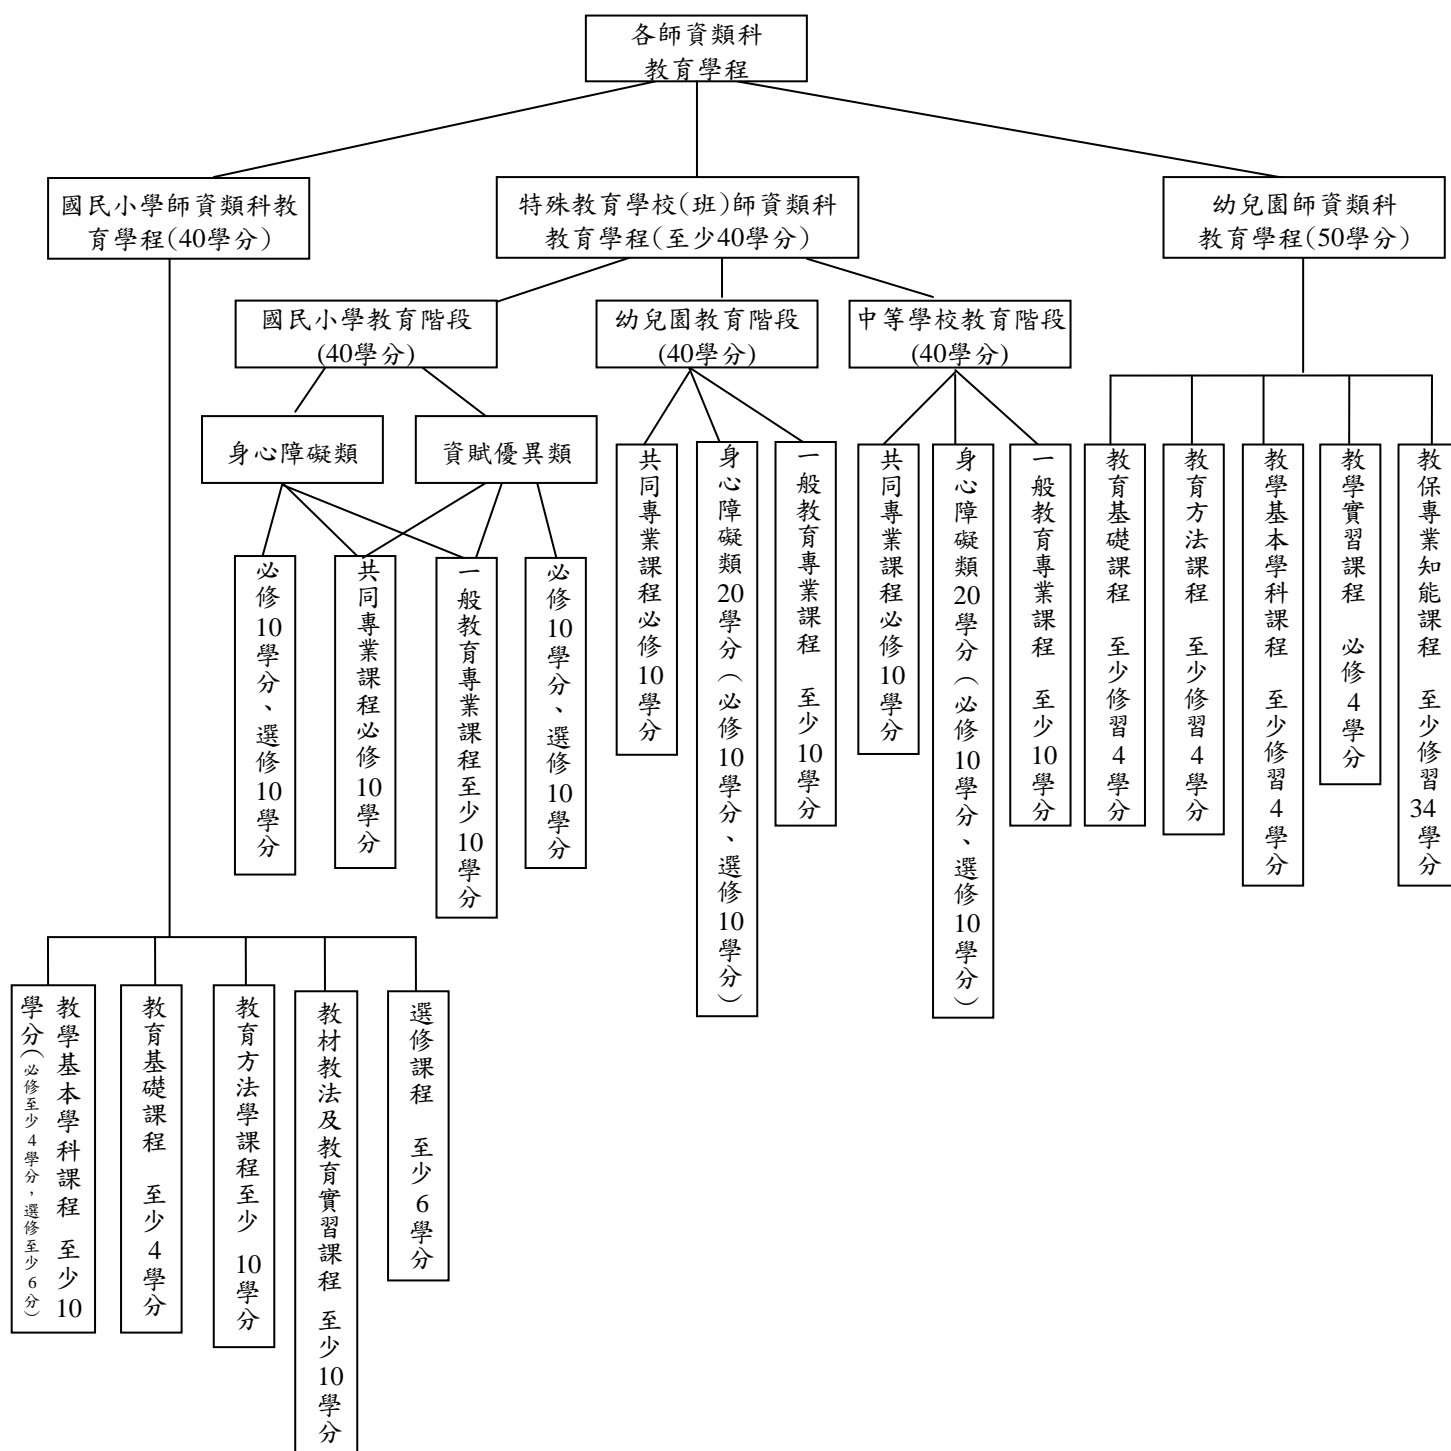 各師資類科
教育學程
國民小學師資類科教
育學程(40學分)
特殊教育學校(班)師資類科
教育學程(至少40學分)
幼兒園師資類科
教育學程(50學分)
國民小學教育階段
(40學分)
幼兒園教育階段
(40學分)
中等學校教育階段
(40學分)
身心障礙類
資賦優異類
必修10學分、選修10學分
共同專業課程必修10學分
一般教育專業課程至少10學分
必修10學分、選修10學分
共同專業課程必修10學分
身心障礙類20學分(必修10學分、選修10學分)
一般教育專業課程 至少10學分
共同專業課程必修10學分
身心障礙類20學分(必修10學分、選修10學分)
一般教育專業課程 至少10學分
教育基礎課程 至少修習4學分
教育方法課程 至少修習4學分
教學基本學科課程 至少修習4學分
教學實習課程 必修4學分
教保專業知能課程 至少修習34學分
教學基本學科課程 至少10
學分(必修至少4學分,選修至少6分)
教育基礎課程 至少4學分
教育方法學課程至少 10學分
教材教法及教育實習課程 至少10學分
選修課程 至少6學分